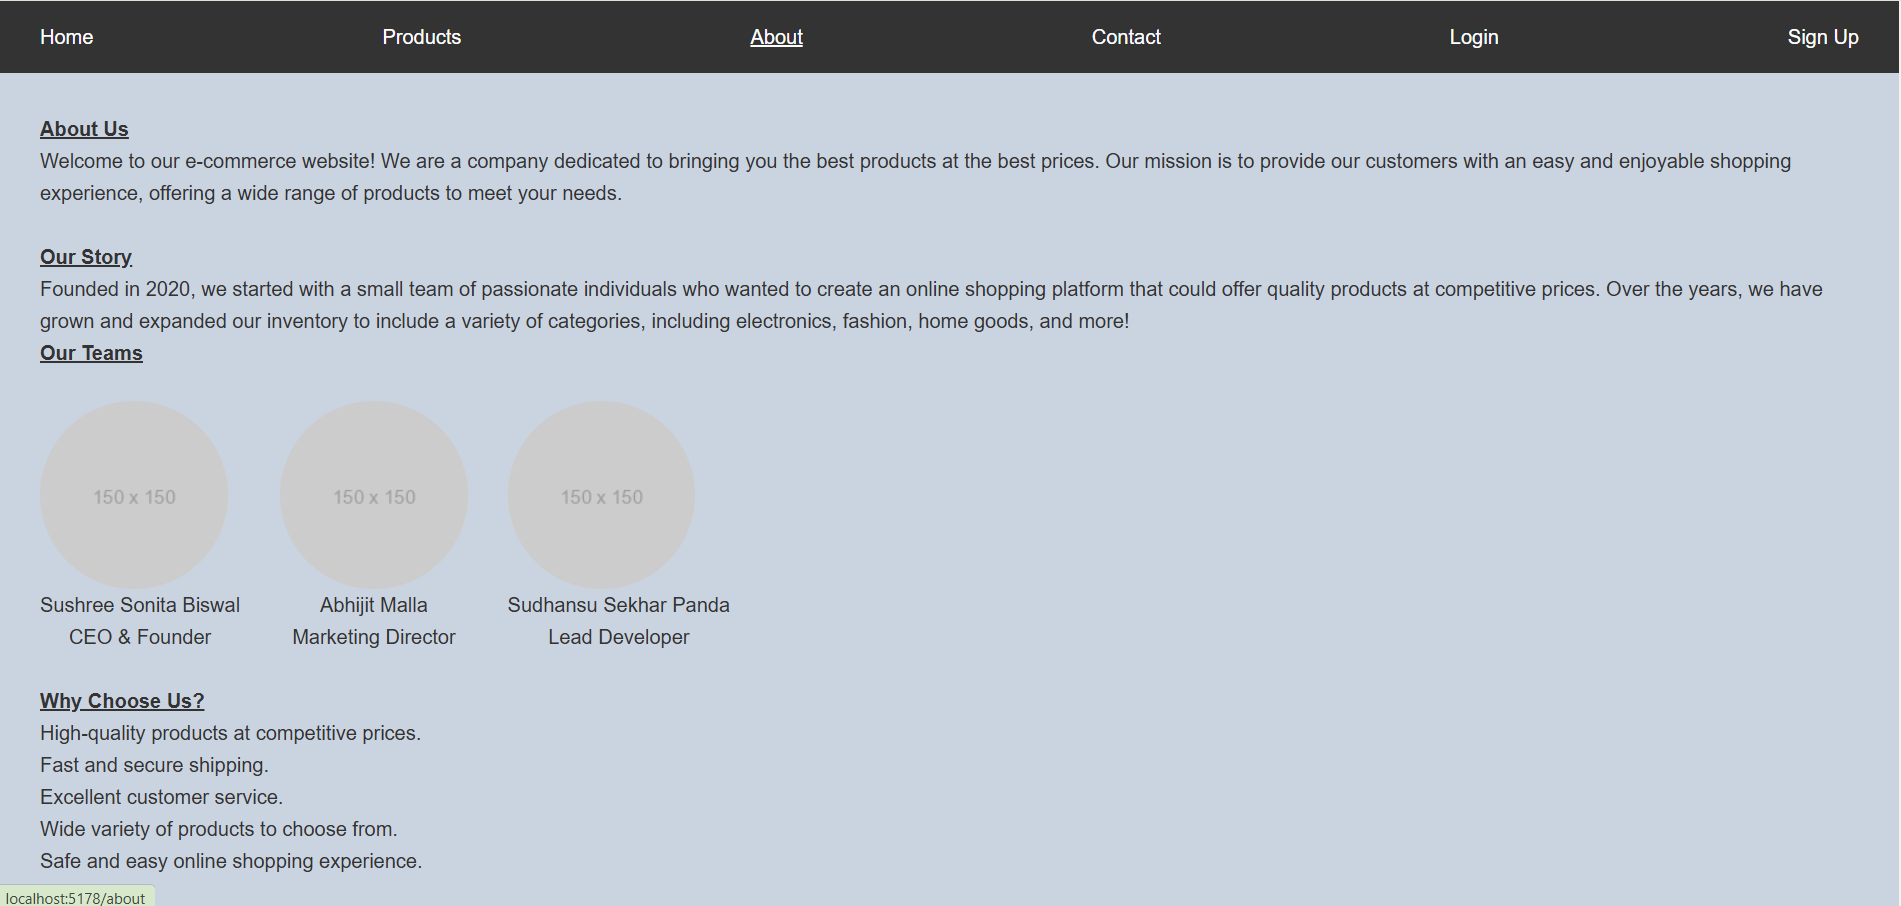 Home Products About Contact Login Sign Up
About Us
Welcome to our e-commerce website! We are a company dedicated to bringing you the best products at the best prices. Our mission is to provide our customers with an easy and enjoyable shopping
experience, offering a wide range of products to meet your needs.
Our Story
Founded in 2020, we started with a small team of passionate individuals who wanted to create an online shopping platform that could offer quality products at competitive prices. Over the years, we have
grown and expanded our inventory to include a variety of categories, including electronics, fashion, home goods, and more!
Our Teams
150 x 150 150 x 150 150 x 150
Sushree Sonita Biswal Abhijit Malla Sudhansu Sekhar Panda
CEO & Founder Marketing Director Lead Developer
Why Choose Us?
High-quality products at competitive prices.
Fast and secure shipping.
Excellent customer service.
Wide variety of products to choose from.
Safe and easy online shopping experience.
localhost:5178/about